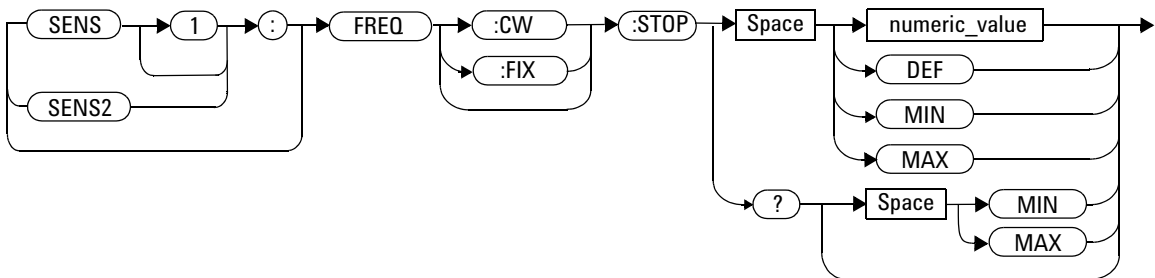 SENS 1 : FREQ :CW :STOP Space numeric_value
:FIX DEF
SENS2 MIN
MAX
? Space MIN
MAX